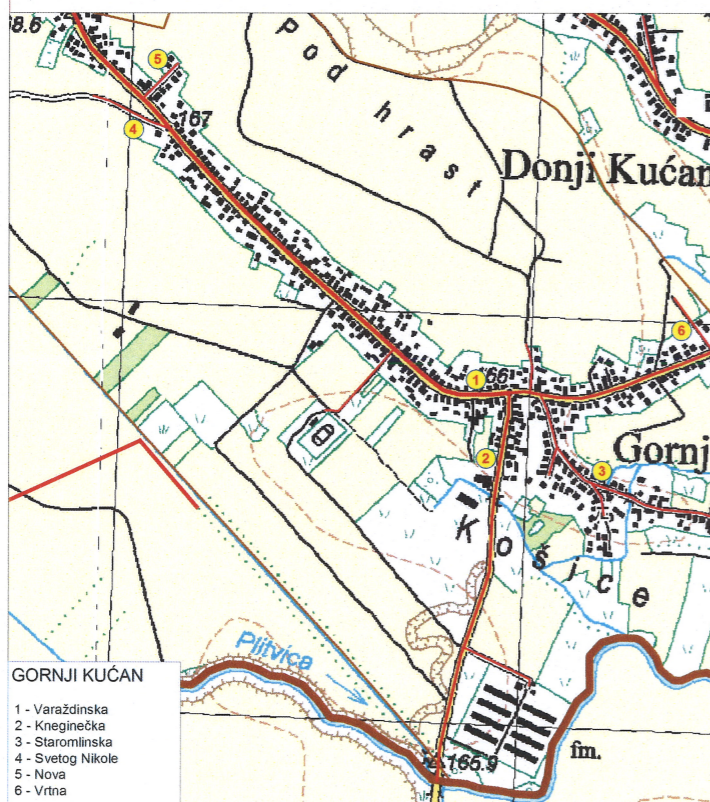 68.6
5
Pod hrast
4
167
Donji Kućan
6
1
166
2
Gornj
3
Košice
Plitvica
GORNJI KUĆAN
1 - Varaždinska
2 - Kneginečka
3 - Staromlinska
4 - Svetog Nikole
5 - Nova
6 - Vrtna
fm.
165.9